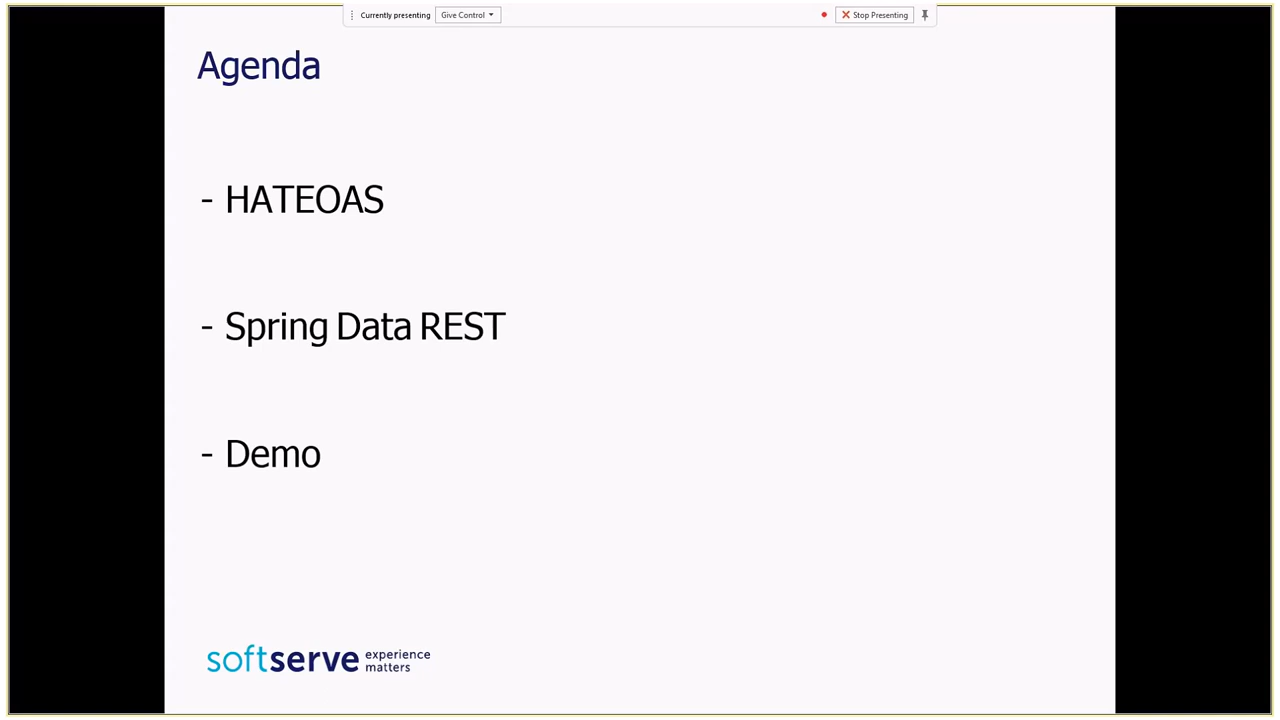 Currently presenting Give Control Stop Presenting
Agenda
- HATEOAS
- Spring Data REST
- Demo
softserve experience
matters